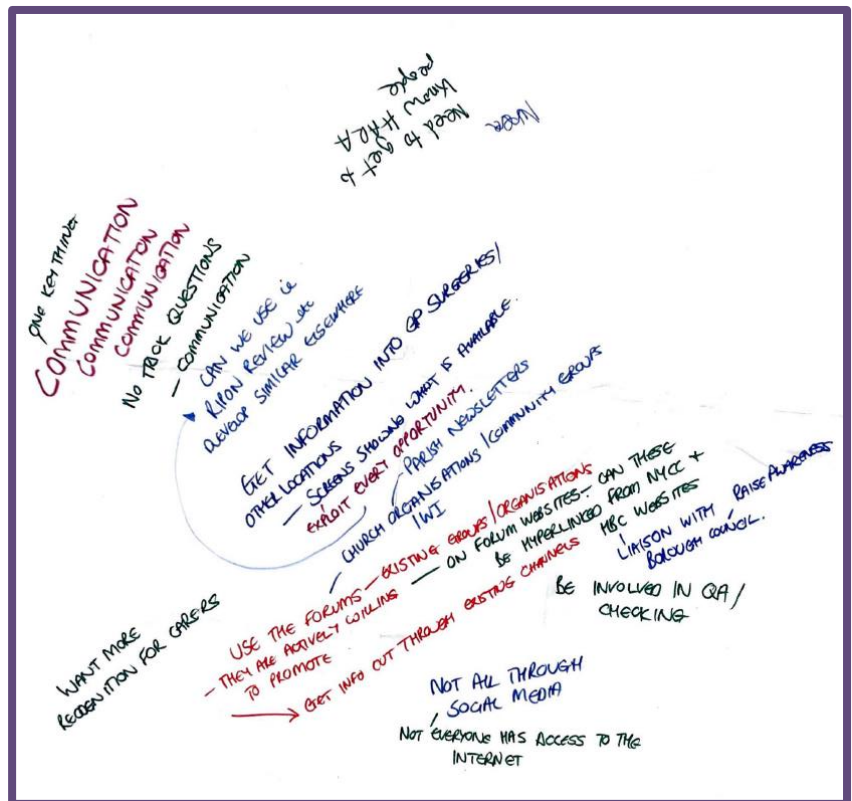 Need to get to
know HARA
people
ONE KEY THING
COMMUNICATION
COMMUNICATION
COMMUNICATION
NO TRICK QUESTIONS
— COMMUNICATION
CAN WE USE ie
RIPON REVIEW etc
DEVELOP SIMILAR ELSEWHERE
GET INFORMATION INTO GP SURGERIES/
OTHER LOCATIONS
— SCREENS SHOWING WHAT IS AVAILABLE.
EXPLOIT EVERY OPPORTUNITY.
PARISH NEWSLETTERS
CHURCH ORGANISATIONS/COMMUNITY GROUPS
/WI
USE THE FORUMS — EXISTING GROUPS/ORGANISATIONS
— THEY ARE ACTIVELY WILLING
TO PROMOTE
— ON FORUM WEBSITES — CAN THESE
BE HYPERLINKED FROM NYCC +
HBC WEBSITES
GET INFO OUT THROUGH EXISTING CHANNELS
RAISE AWARENESS
LIAISON WITH
BOROUGH COUNCIL.
BE INVOLVED IN QA/
CHECKING
WANT MORE
RECOGNITION FOR CARERS
NOT ALL THROUGH
SOCIAL MEDIA
NOT EVERYONE HAS ACCESS TO THE
INTERNET